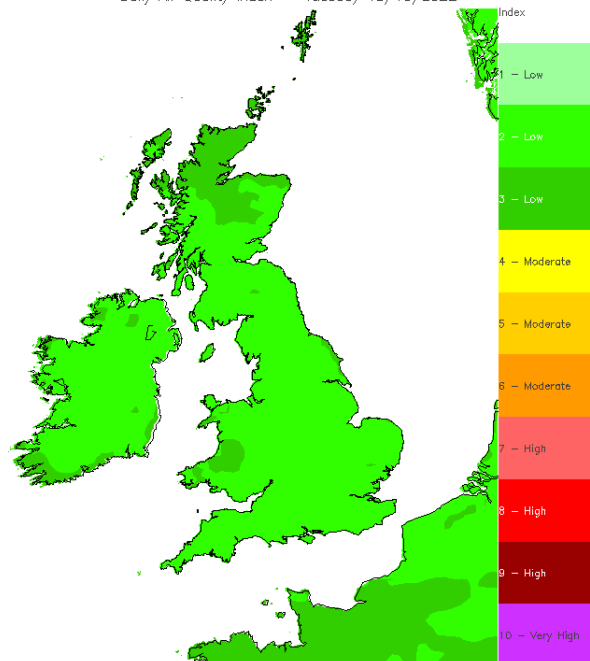 Index
1 - Low
2 - Low
3 - Low
4 - Moderate
5 - Moderate
6 - Moderate
7 - High
8 - High
9 - High
10 - Very High